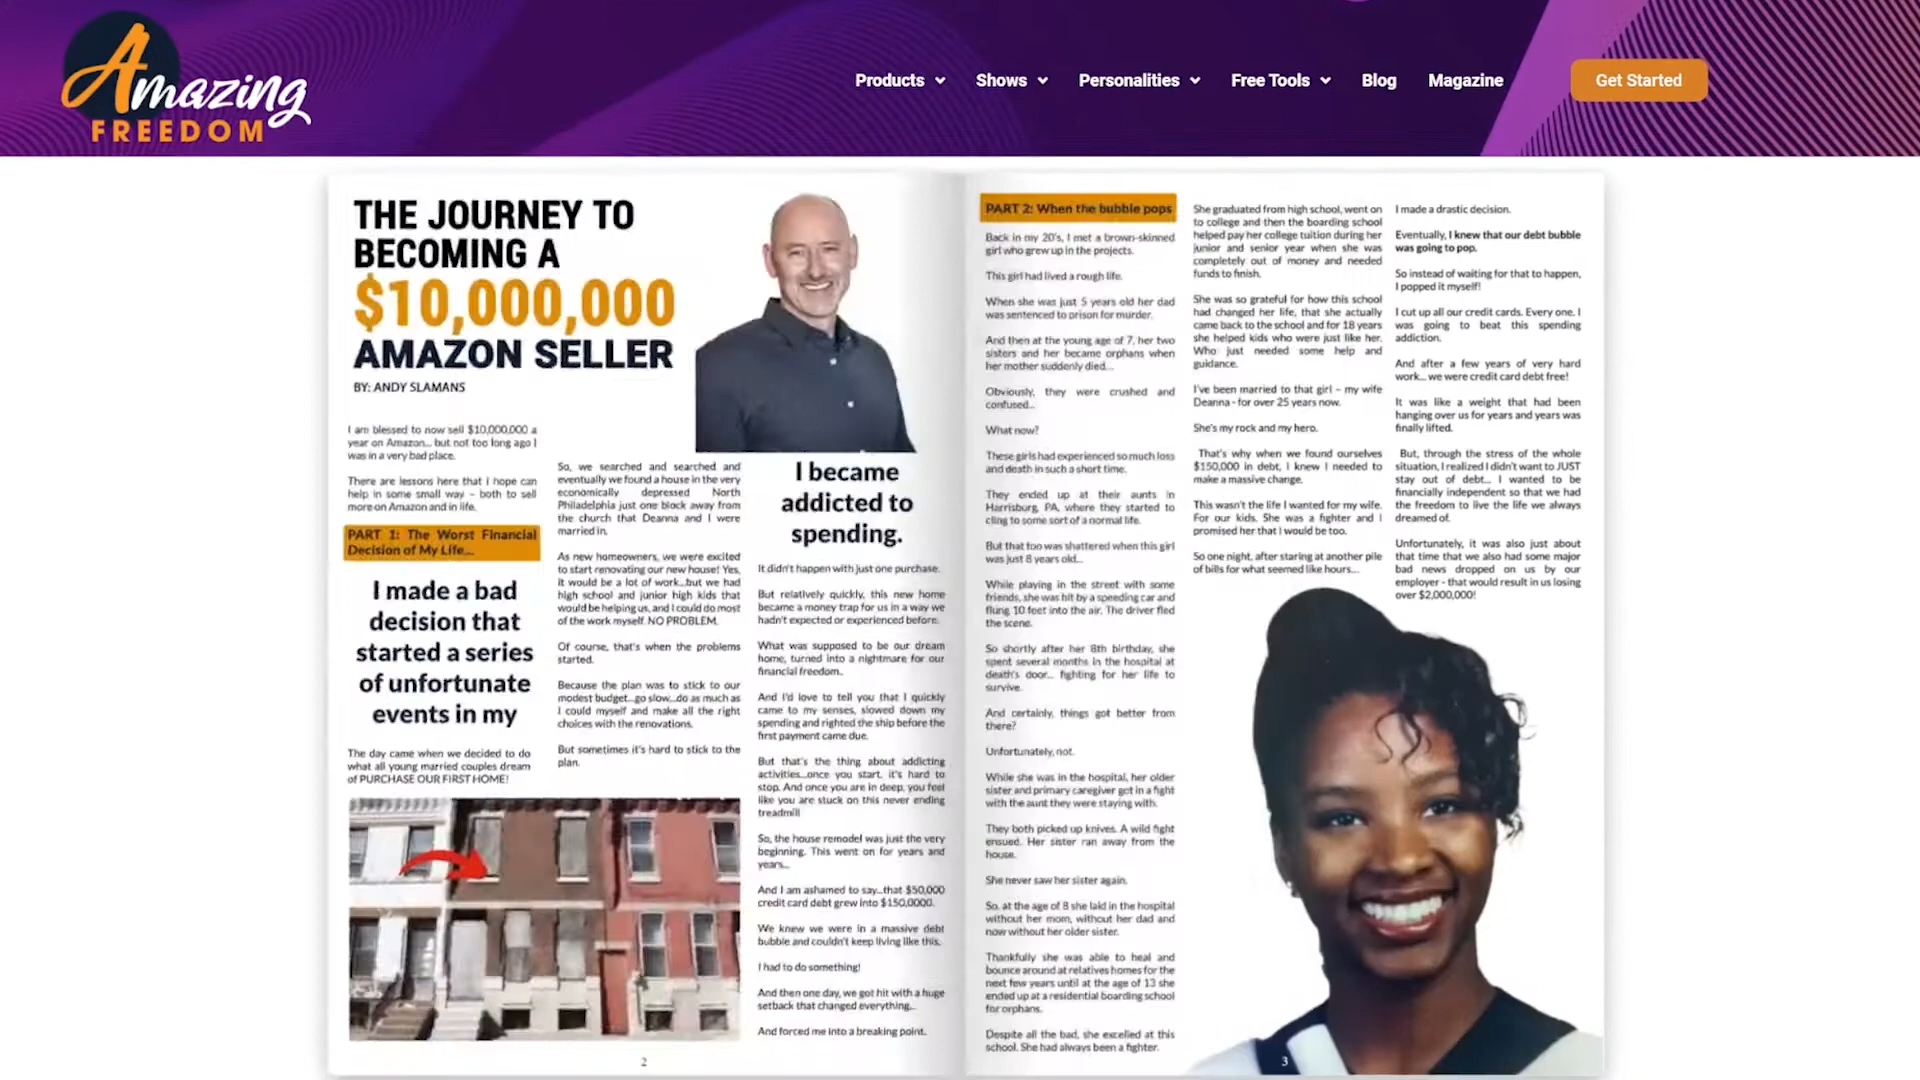 Amazing
FREEDOM
Products
Shows
Personalities
Free Tools
Blog
Magazine
Get Started
THE JOURNEY TO
BECOMING A
$10,000,000
AMAZON SELLER
BY: ANDY SLAMANS
I am blessed to now sell $10,000,000 a
year on Amazon... but not too long ago I
was in a very bad place.
There are lessons here that I hope can
help in some small way – both to sell
more on Amazon and in life.
PART 1: The Worst Financial
Decision of My Life...
I made a bad
decision that
started a series
of unfortunate
events in my
The day came when we decided to do
what all young married couples dream
of PURCHASE OUR FIRST HOME!
So, we searched and searched and
eventually we found a house in the very
economically depressed North
Philadelphia just one block away from
the church that Deanna and I were
married in.
As new homeowners, we were excited
to start renovating our new house! Yes,
it would be a lot of work...but we had
high school and junior high kids that
would be helping us, and I could do most
of the work myself. NO PROBLEM.
Of course, that's when the problems
started.
Because the plan was to stick to our
modest budget...go slow...do as much as
I could myself and make all the right
choices with the renovations.
But sometimes it's hard to stick to the
plan.
I became
addicted to
spending.
It didn't happen with just one purchase.
But relatively quickly, this new home
became a money trap for us in a way we
hadn't expected or experienced before.
What was supposed to be our dream
home, turned into a nightmare for our
financial freedom..
And I'd love to tell you that I quickly
came to my senses, slowed down my
spending and righted the ship before the
first payment came due.
But that's the thing about addicting
activities...once you start, it's hard to
stop. And once you are in deep, you feel
like you are stuck on this never ending
treadmill
So, the house remodel was just the very
beginning. This went on for years and
years...
And I am ashamed to say...that $50,000
credit card debt grew into $150,0000.
We knew we were in a massive debt
bubble and couldn't keep living like this.
I had to do something!
And then one day, we got hit with a huge
setback that changed everything...
And forced me into a breaking point.
2
PART 2: When the bubble pops
Back in my 20's, I met a brown-skinned
girl who grew up in the projects.
This girl had lived a rough life.
When she was just 5 years old her dad
was sentenced to prison for murder.
And then at the young age of 7, her two
sisters and her became orphans when
her mother suddenly died...
Obviously, they were crushed and
confused...
What now?
These girls had experienced so much loss
and death in such a short time.
They ended up at their aunts in
Harrisburg, PA, where they started to
cling to some sort of a normal life.
But that too was shattered when this girl
was just 8 years old...
While playing in the street with some
friends, she was hit by a speeding car and
flung 10 feet into the air. The driver fled
the scene.
So shortly after her 8th birthday, she
spent several months in the hospital at
death's door... fighting for her life to
survive.
And certainly, things got better from
there?
Unfortunately, not.
While she was in the hospital, her older
sister and primary caregiver got in a fight
with the aunt they were staying with.
They both picked up knives. A wild fight
ensued. Her sister ran away from the
house.
She never saw her sister again.
So, at the age of 8 she laid in the hospital
without her mom, without her dad and
now without her older sister.
Thankfully she was able to heal and
bounce around at relatives homes for the
next few years until at the age of 13 she
ended up at a residential boarding school
for orphans.
Despite all the bad, she excelled at this
school. She had always been a fighter.
She graduated from high school, went on
to college and then the boarding school
helped pay her college tuition during her
junior and senior year when she was
completely out of money and needed
funds to finish.
She was so grateful for how this school
had changed her life, that she actually
came back to the school and for 18 years
she helped kids who were just like her.
Who just needed some help and
guidance.
I've been married to that girl – my wife
Deanna - for over 25 years now.
She's my rock and my hero.
That's why when we found ourselves
$150,000 in debt, I knew I needed to
make a massive change.
This wasn't the life I wanted for my wife.
For our kids. She was a fighter and I
promised her that I would be too.
So one night, after staring at another pile
of bills for what seemed like hours...
I made a drastic decision.
Eventually, I knew that our debt bubble
was going to pop.
So instead of waiting for that to happen,
I popped it myself!
I cut up all our credit cards. Every one. I
was going to beat this spending
addiction.
And after a few years of very hard
work... we were credit card debt free!
It was like a weight that had been
hanging over us for years and years was
finally lifted.
But, through the stress of the whole
situation, I realized I didn't want to JUST
stay out of debt... I wanted to be
financially independent so that we had
the freedom to live the life we always
dreamed of.
Unfortunately, it was also just about
that time that we also had some major
bad news dropped on us by our
employer - that would result in us losing
over $2,000,000!
3